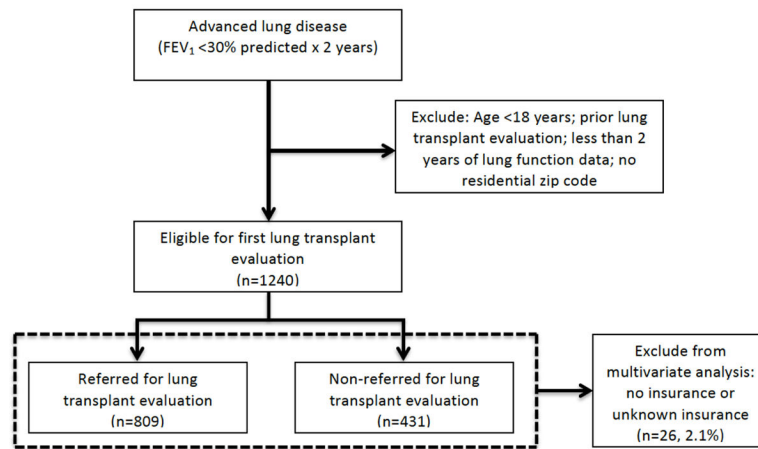 Advanced lung disease
(FEV₁ <30% predicted x 2 years)
Exclude: Age <18 years; prior lung
transplant evaluation; less than 2
years of lung function data; no
residential zip code
Eligible for first lung transplant
evaluation
(n=1240)
Referred for lung
transplant evaluation
(n=809)
Non-referred for lung
transplant evaluation
(n=431)
Exclude from
multivariate analysis:
no insurance or
unknown insurance
(n=26, 2.1%)